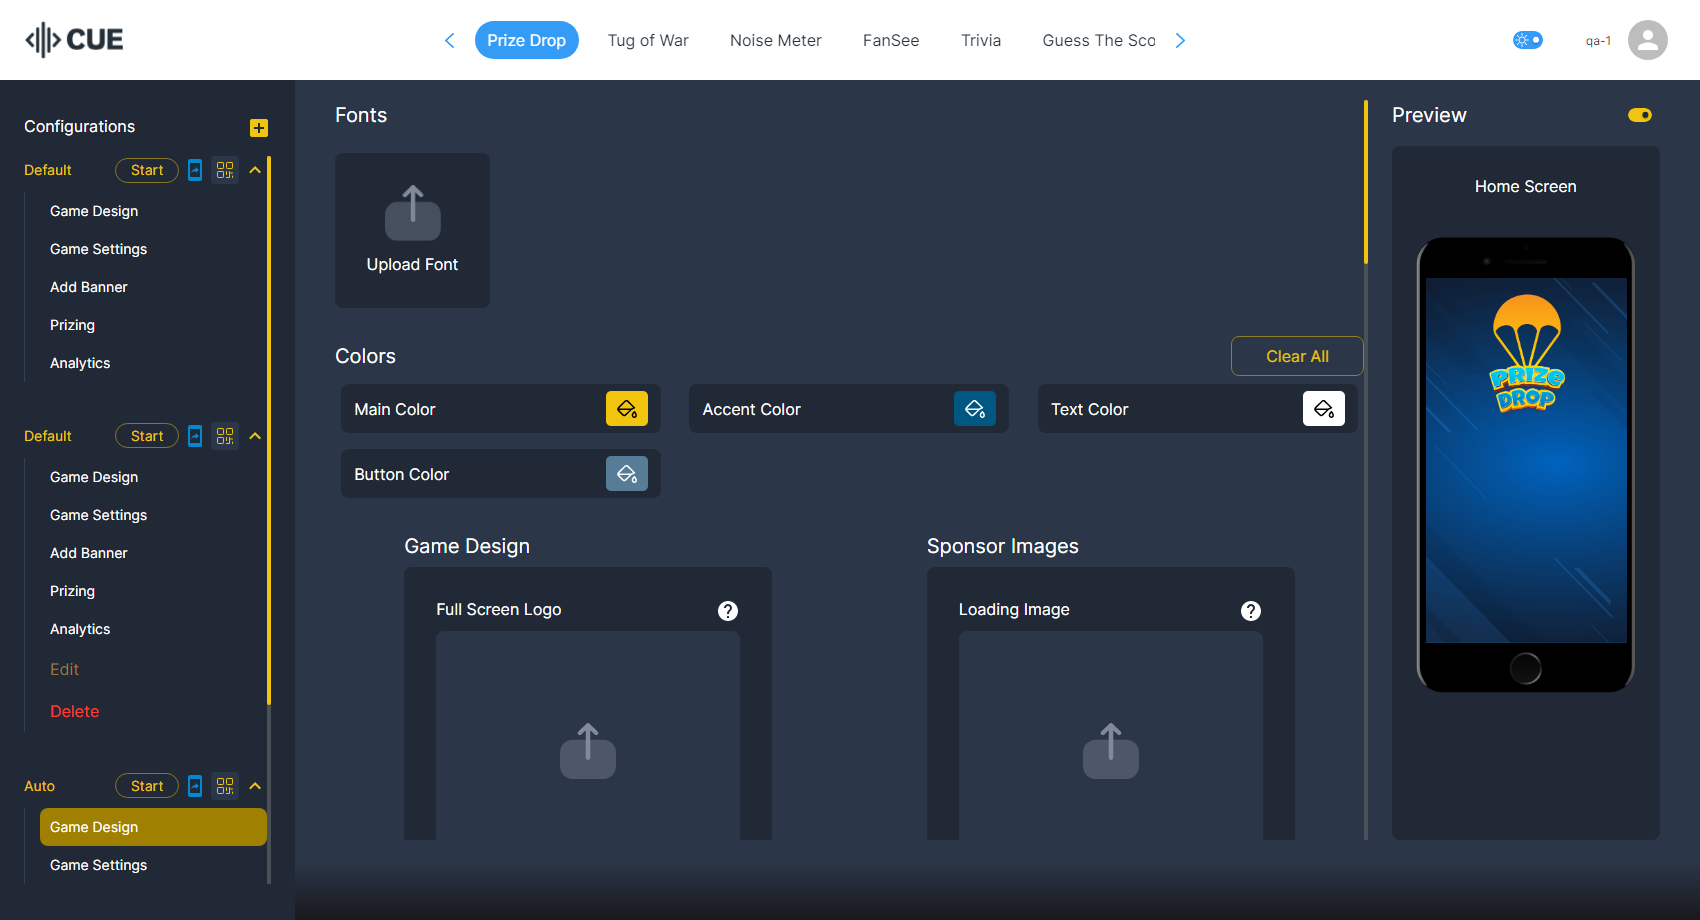 CUE
Prize Drop
Tug of War
Noise Meter
FanSee
Trivia
Guess The Sco
qa-1
Configurations
Default
Start
Game Design
Game Settings
Add Banner
Prizing
Analytics
Default
Start
Game Design
Game Settings
Add Banner
Prizing
Analytics
Edit
Delete
Auto
Start
Game Design
Game Settings
Fonts
Upload Font
Colors
Clear All
Main Color
Accent Color
Text Color
Button Color
Game Design
Full Screen Logo
?
Sponsor Images
Loading Image
?
Preview
Home Screen
PRIZE
DROP